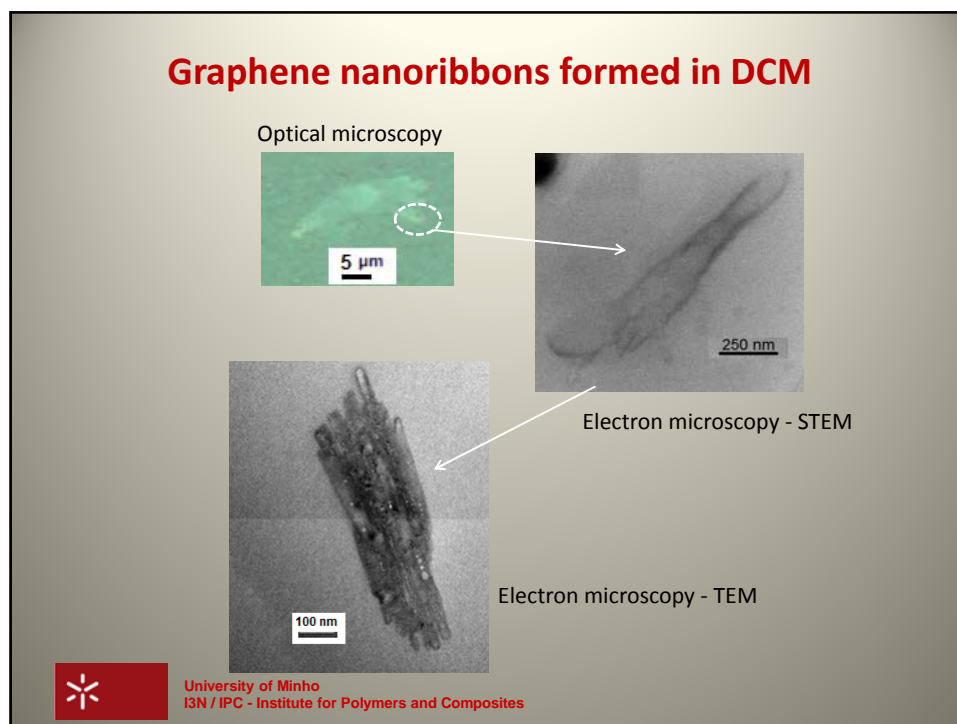 Graphene nanoribbons formed in DCM
Optical microscopy
5 µm
250 nm
Electron microscopy - STEM
Electron microscopy - TEM
100 nm
University of Minho
I3N / IPC - Institute for Polymers and Composites